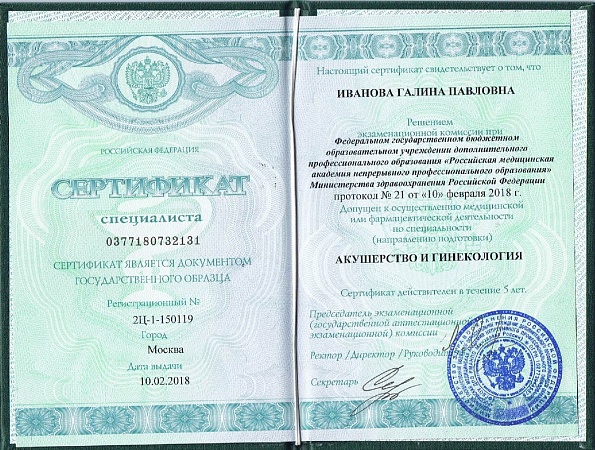 РОССИЙСКАЯ ФЕДЕРАЦИЯ
СЕРТИФИКАТ
специалиста
0377180732131
СЕРТИФИКАТ ЯВЛЯЕТСЯ ДОКУМЕНТОМ
ГОСУДАРСТВЕННОГО ОБРАЗЦА
Регистрационный №
2Ц-1-150119
Город
Москва
Дата выдачи
10.02.2018
Настоящий сертификат свидетельствует о том, что
ИВАНОВА ГАЛИНА ПАВЛОВНА
Решением
экзаменационной комиссии при
Федеральном государственном бюджетном
образовательном учреждении дополнительного
профессионального образования «Российская медицинская
академия непрерывного профессионального образования»
Министерства здравоохранения Российской Федерации
протокол № 21 от «10» февраля 2018 г.
Допущен к осуществлению медицинской
или фармацевтической деятельности
по специальности
(направлению подготовки)
АКУШЕРСТВО И ГИНЕКОЛОГИЯ
Сертификат действителен в течение 5 лет.
Председатель экзаменационной
(государственной аттестационной
экзаменационной) комиссии
Ректор /Директор /Руководи
Секретарь